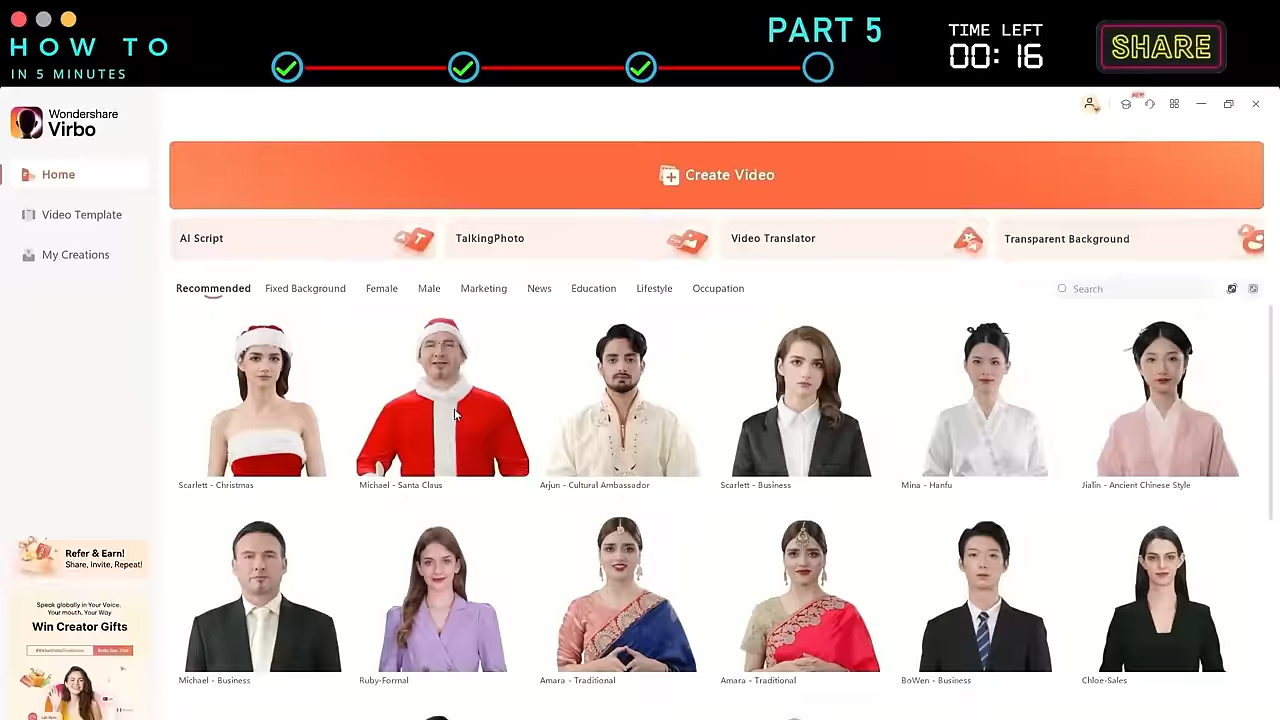 HOW TO
IN 5 MINUTES
PART 5
TIME LEFT
00:16
SHARE
Wondershare
Virbo
Home
Video Template
My Creations
Create Video
AI Script
TalkingPhoto
Video Translator
Transparent Background
Recommended
Fixed Background
Female
Male
Marketing
News
Education
Lifestyle
Occupation
Search
Scarlett - Christmas
Michael - Santa Claus
Arjun - Cultural Ambassador
Scarlett - Business
Mina - Hanfu
Jialin - Ancient Chinese Style
Michael - Business
Ruby-Formal
Amara - Traditional
Amara - Traditional
BoWen - Business
Chloe-Sales
Refer & Earn!
Share, Invite, Repeat!
Speak globally in Your Voice,
Your mouth, Your Way
Win Creator Gifts